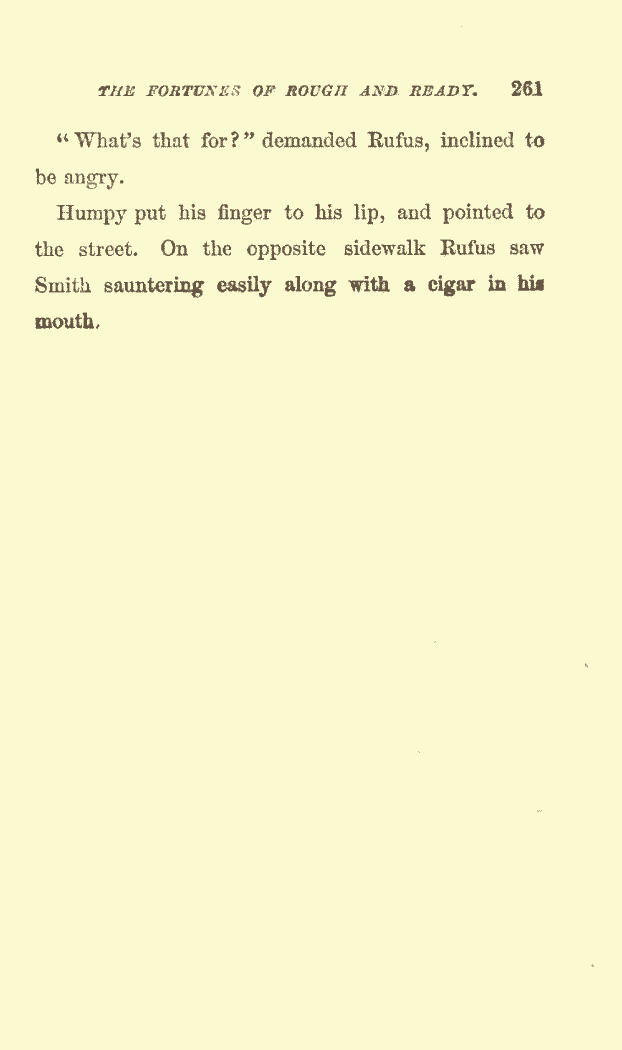 THE FORTUNES OF ROUGH AND READY. 261
"What's that for?" demanded Rufus, inclined to
be angry.
Humpy put his finger to his lip, and pointed to
the street. On the opposite sidewalk Rufus saw
Smith sauntering easily along with a cigar in his
mouth.